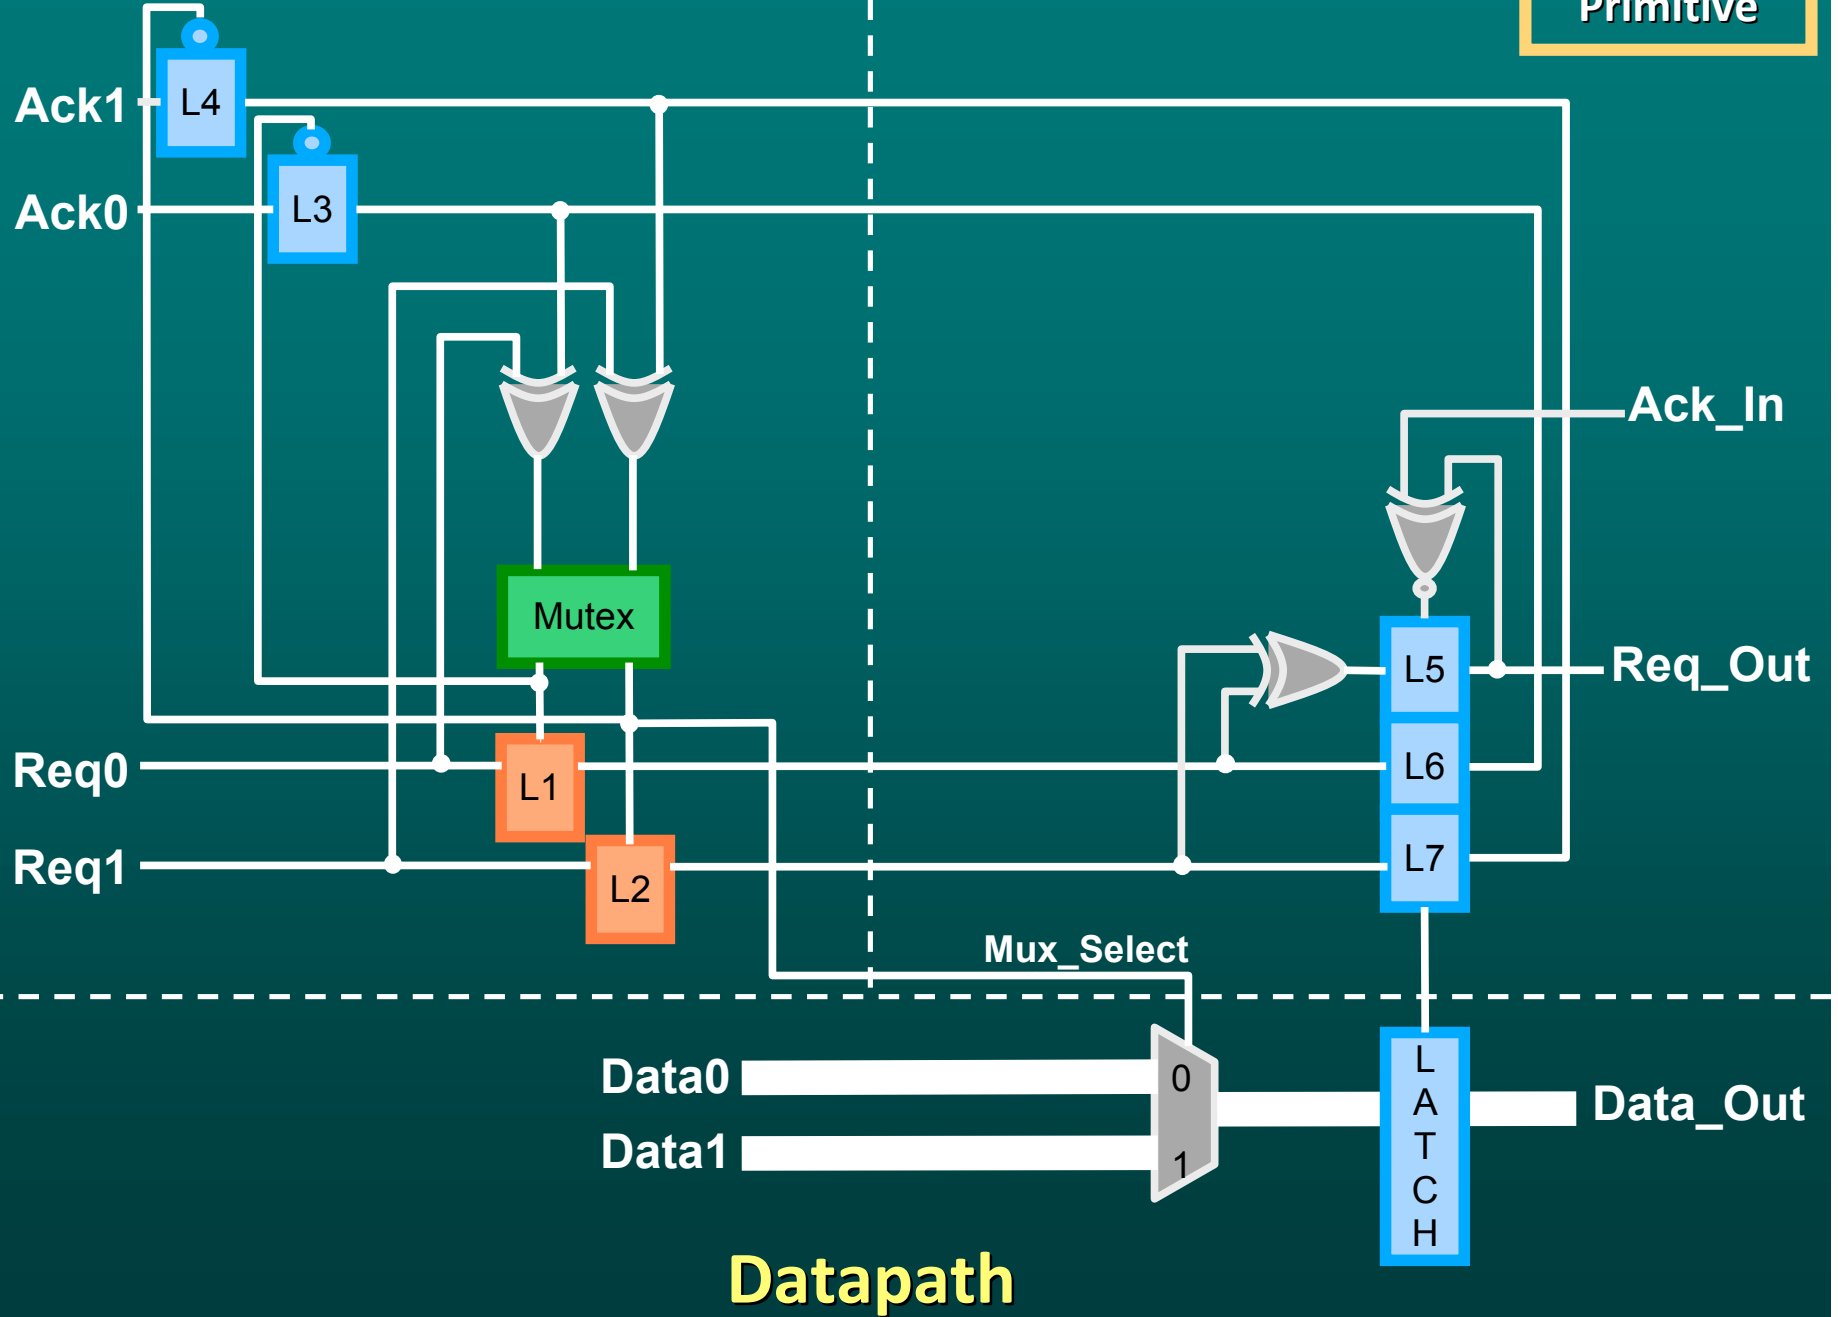 Primitive
Ack1
L4
Ack0
L3
Ack_In
Mutex
L5
Req_Out
Req0
L1
L6
Req1
L2
L7
Mux_Select
Data0
0
Data1
1
L
A
T
C
H
Data_Out
Datapath